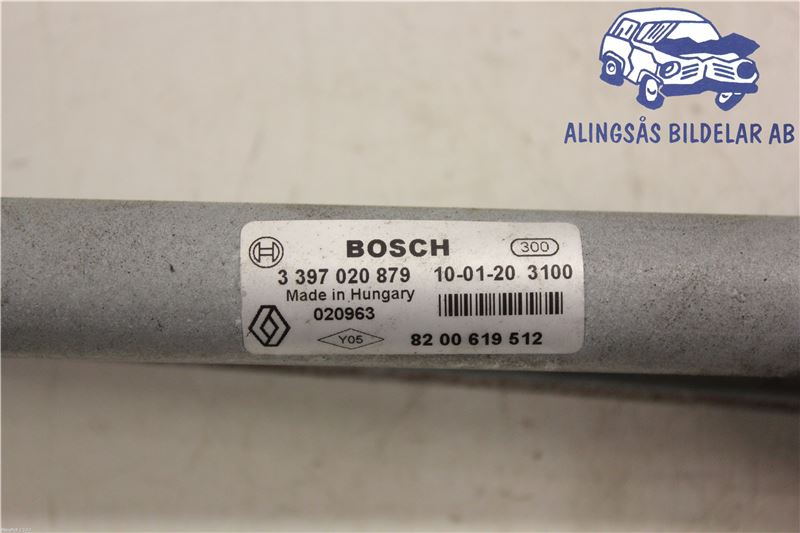 ALINGSÅS BILDELAR AB
BOSCH 300
3 397 020 879 10-01-20 3100
Made in Hungary
020963
Y05 82 00 619 512